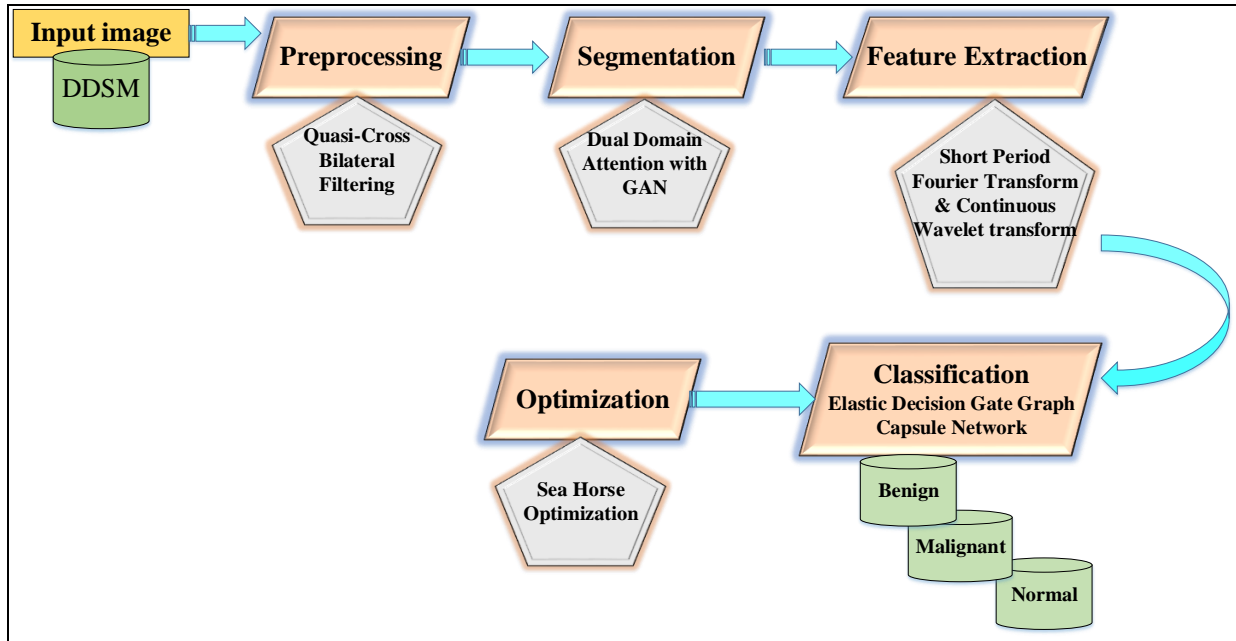 Input image
DDSM
Preprocessing
Quasi-Cross
Bilateral
Filtering
Segmentation
Dual Domain
Attention with
GAN
Feature Extraction
Short Period
Fourier Transform
& Continuous
Wavelet transform
Optimization
Sea Horse
Optimization
Classification
Elastic Decision Gate Graph
Capsule Network
Benign
Malignant
Normal